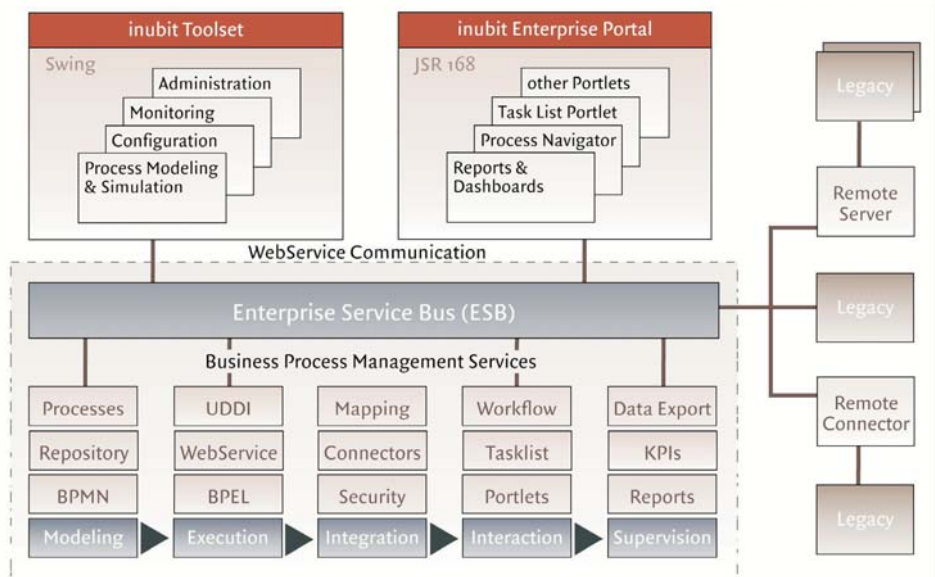 inubit Toolset
Swing
Administration
Monitoring
Configuration
Process Modeling
& Simulation
inubit Enterprise Portal
JSR 168
other Portlets
Task List Portlet
Process Navigator
Reports &
Dashboards
Legacy
Remote
Server
WebService Communication
Enterprise Service Bus (ESB)
Legacy
Business Process Management Services
Processes
UDDI
Mapping
Workflow
Data Export
Remote
Connector
Repository
WebService
Connectors
Tasklist
KPIs
BPMN
BPEL
Security
Portlets
Reports
Legacy
Modeling
Execution
Integration
Interaction
Supervision